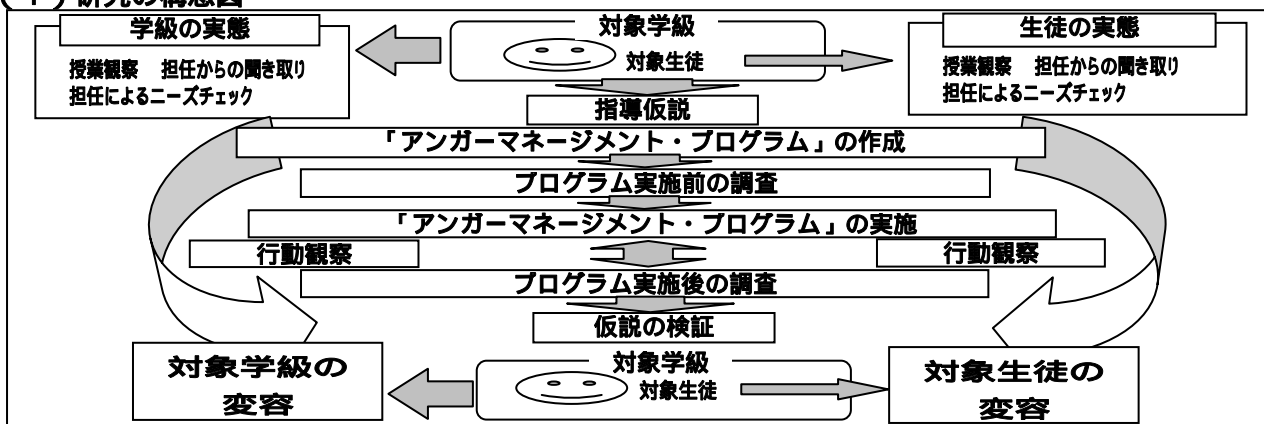 研究の構想図
学級の実態
授業観察 担任からの聞き取り
担任によるニーズチェック
対象学級
対象生徒
生徒の実態
授業観察 担任からの聞き取り
担任によるニーズチェック
指導仮説
「アンガーマネージメント・プログラム」の作成
プログラム実施前の調査
「アンガーマネージメント・プログラム」の実施
行動観察
行動観察
プログラム実施後の調査
仮説の検証
対象学級の
変容
対象学級
対象生徒
対象生徒の
変容